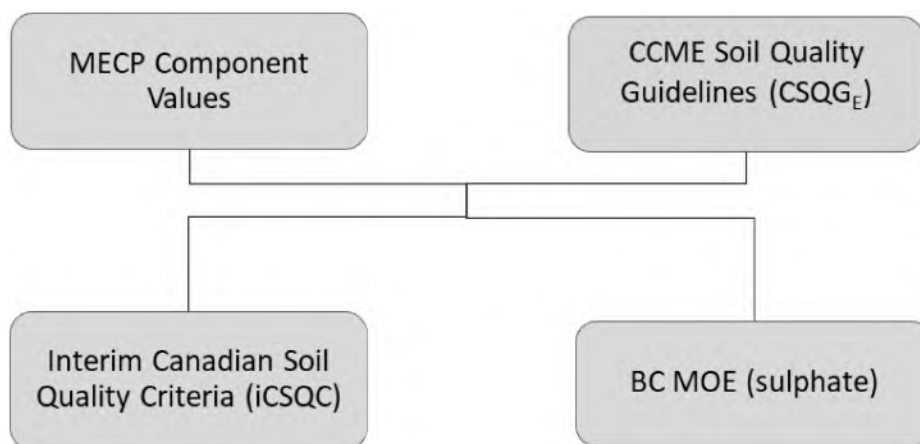 MECP Component
Values
CCME Soil Quality
Guidelines (CSQGE)
Interim Canadian Soil
Quality Criteria (iCSQC)
BC MOE (sulphate)